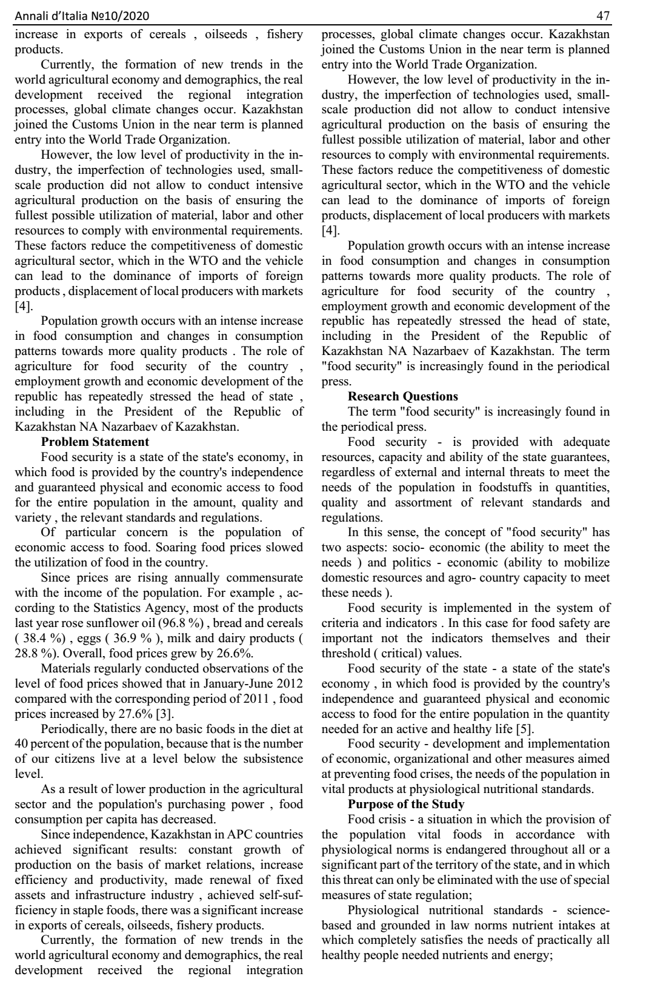 Annali d’Italia №10/2020 47
increase in exports of cereals , oilseeds , fishery
products.
Currently, the formation of new trends in the
world agricultural economy and demographics, the real
development received the regional integration
processes, global climate changes occur. Kazakhstan
joined the Customs Union in the near term is planned
entry into the World Trade Organization.
However, the low level of productivity in the in-
dustry, the imperfection of technologies used, small-
scale production did not allow to conduct intensive
agricultural production on the basis of ensuring the
fullest possible utilization of material, labor and other
resources to comply with environmental requirements.
These factors reduce the competitiveness of domestic
agricultural sector, which in the WTO and the vehicle
can lead to the dominance of imports of foreign
products , displacement of local producers with markets
[4].
Population growth occurs with an intense increase
in food consumption and changes in consumption
patterns towards more quality products . The role of
agriculture for food security of the country ,
employment growth and economic development of the
republic has repeatedly stressed the head of state ,
including in the President of the Republic of
Kazakhstan NA Nazarbaev of Kazakhstan.
Problem Statement
Food security is a state of the state's economy, in
which food is provided by the country's independence
and guaranteed physical and economic access to food
for the entire population in the amount, quality and
variety , the relevant standards and regulations.
Of particular concern is the population of
economic access to food. Soaring food prices slowed
the utilization of food in the country.
Since prices are rising annually commensurate
with the income of the population. For example , ac-
cording to the Statistics Agency, most of the products
last year rose sunflower oil (96.8 %) , bread and cereals
( 38.4 %) , eggs ( 36.9 % ), milk and dairy products (
28.8 %). Overall, food prices grew by 26.6%.
Materials regularly conducted observations of the
level of food prices showed that in January-June 2012
compared with the corresponding period of 2011 , food
prices increased by 27.6% [3].
Periodically, there are no basic foods in the diet at
40 percent of the population, because that is the number
of our citizens live at a level below the subsistence
level.
As a result of lower production in the agricultural
sector and the population's purchasing power , food
consumption per capita has decreased.
Since independence, Kazakhstan in APC countries
achieved significant results: constant growth of
production on the basis of market relations, increase
efficiency and productivity, made renewal of fixed
assets and infrastructure industry , achieved self-suf-
ficiency in staple foods, there was a significant increase
in exports of cereals, oilseeds, fishery products.
Currently, the formation of new trends in the
world agricultural economy and demographics, the real
development received the regional integration
processes, global climate changes occur. Kazakhstan
joined the Customs Union in the near term is planned
entry into the World Trade Organization.
However, the low level of productivity in the in-
dustry, the imperfection of technologies used, small-
scale production did not allow to conduct intensive
agricultural production on the basis of ensuring the
fullest possible utilization of material, labor and other
resources to comply with environmental requirements.
These factors reduce the competitiveness of domestic
agricultural sector, which in the WTO and the vehicle
can lead to the dominance of imports of foreign
products, displacement of local producers with markets
[4].
Population growth occurs with an intense increase
in food consumption and changes in consumption
patterns towards more quality products. The role of
agriculture for food security of the country ,
employment growth and economic development of the
republic has repeatedly stressed the head of state,
including in the President of the Republic of
Kazakhstan NA Nazarbaev of Kazakhstan. The term
"food security" is increasingly found in the periodical
press.
Research Questions
The term "food security" is increasingly found in
the periodical press.
Food security - is provided with adequate
resources, capacity and ability of the state guarantees,
regardless of external and internal threats to meet the
needs of the population in foodstuffs in quantities,
quality and assortment of relevant standards and
regulations.
In this sense, the concept of "food security" has
two aspects: socio- economic (the ability to meet the
needs ) and politics - economic (ability to mobilize
domestic resources and agro- country capacity to meet
these needs ).
Food security is implemented in the system of
criteria and indicators . In this case for food safety are
important not the indicators themselves and their
threshold ( critical) values.
Food security of the state - a state of the state's
economy , in which food is provided by the country's
independence and guaranteed physical and economic
access to food for the entire population in the quantity
needed for an active and healthy life [5].
Food security - development and implementation
of economic, organizational and other measures aimed
at preventing food crises, the needs of the population in
vital products at physiological nutritional standards.
Purpose of the Study
Food crisis - a situation in which the provision of
the population vital foods in accordance with
physiological norms is endangered throughout all or a
significant part of the territory of the state, and in which
this threat can only be eliminated with the use of special
measures of state regulation;
Physiological nutritional standards - science-
based and grounded in law norms nutrient intakes at
which completely satisfies the needs of practically all
healthy people needed nutrients and energy;